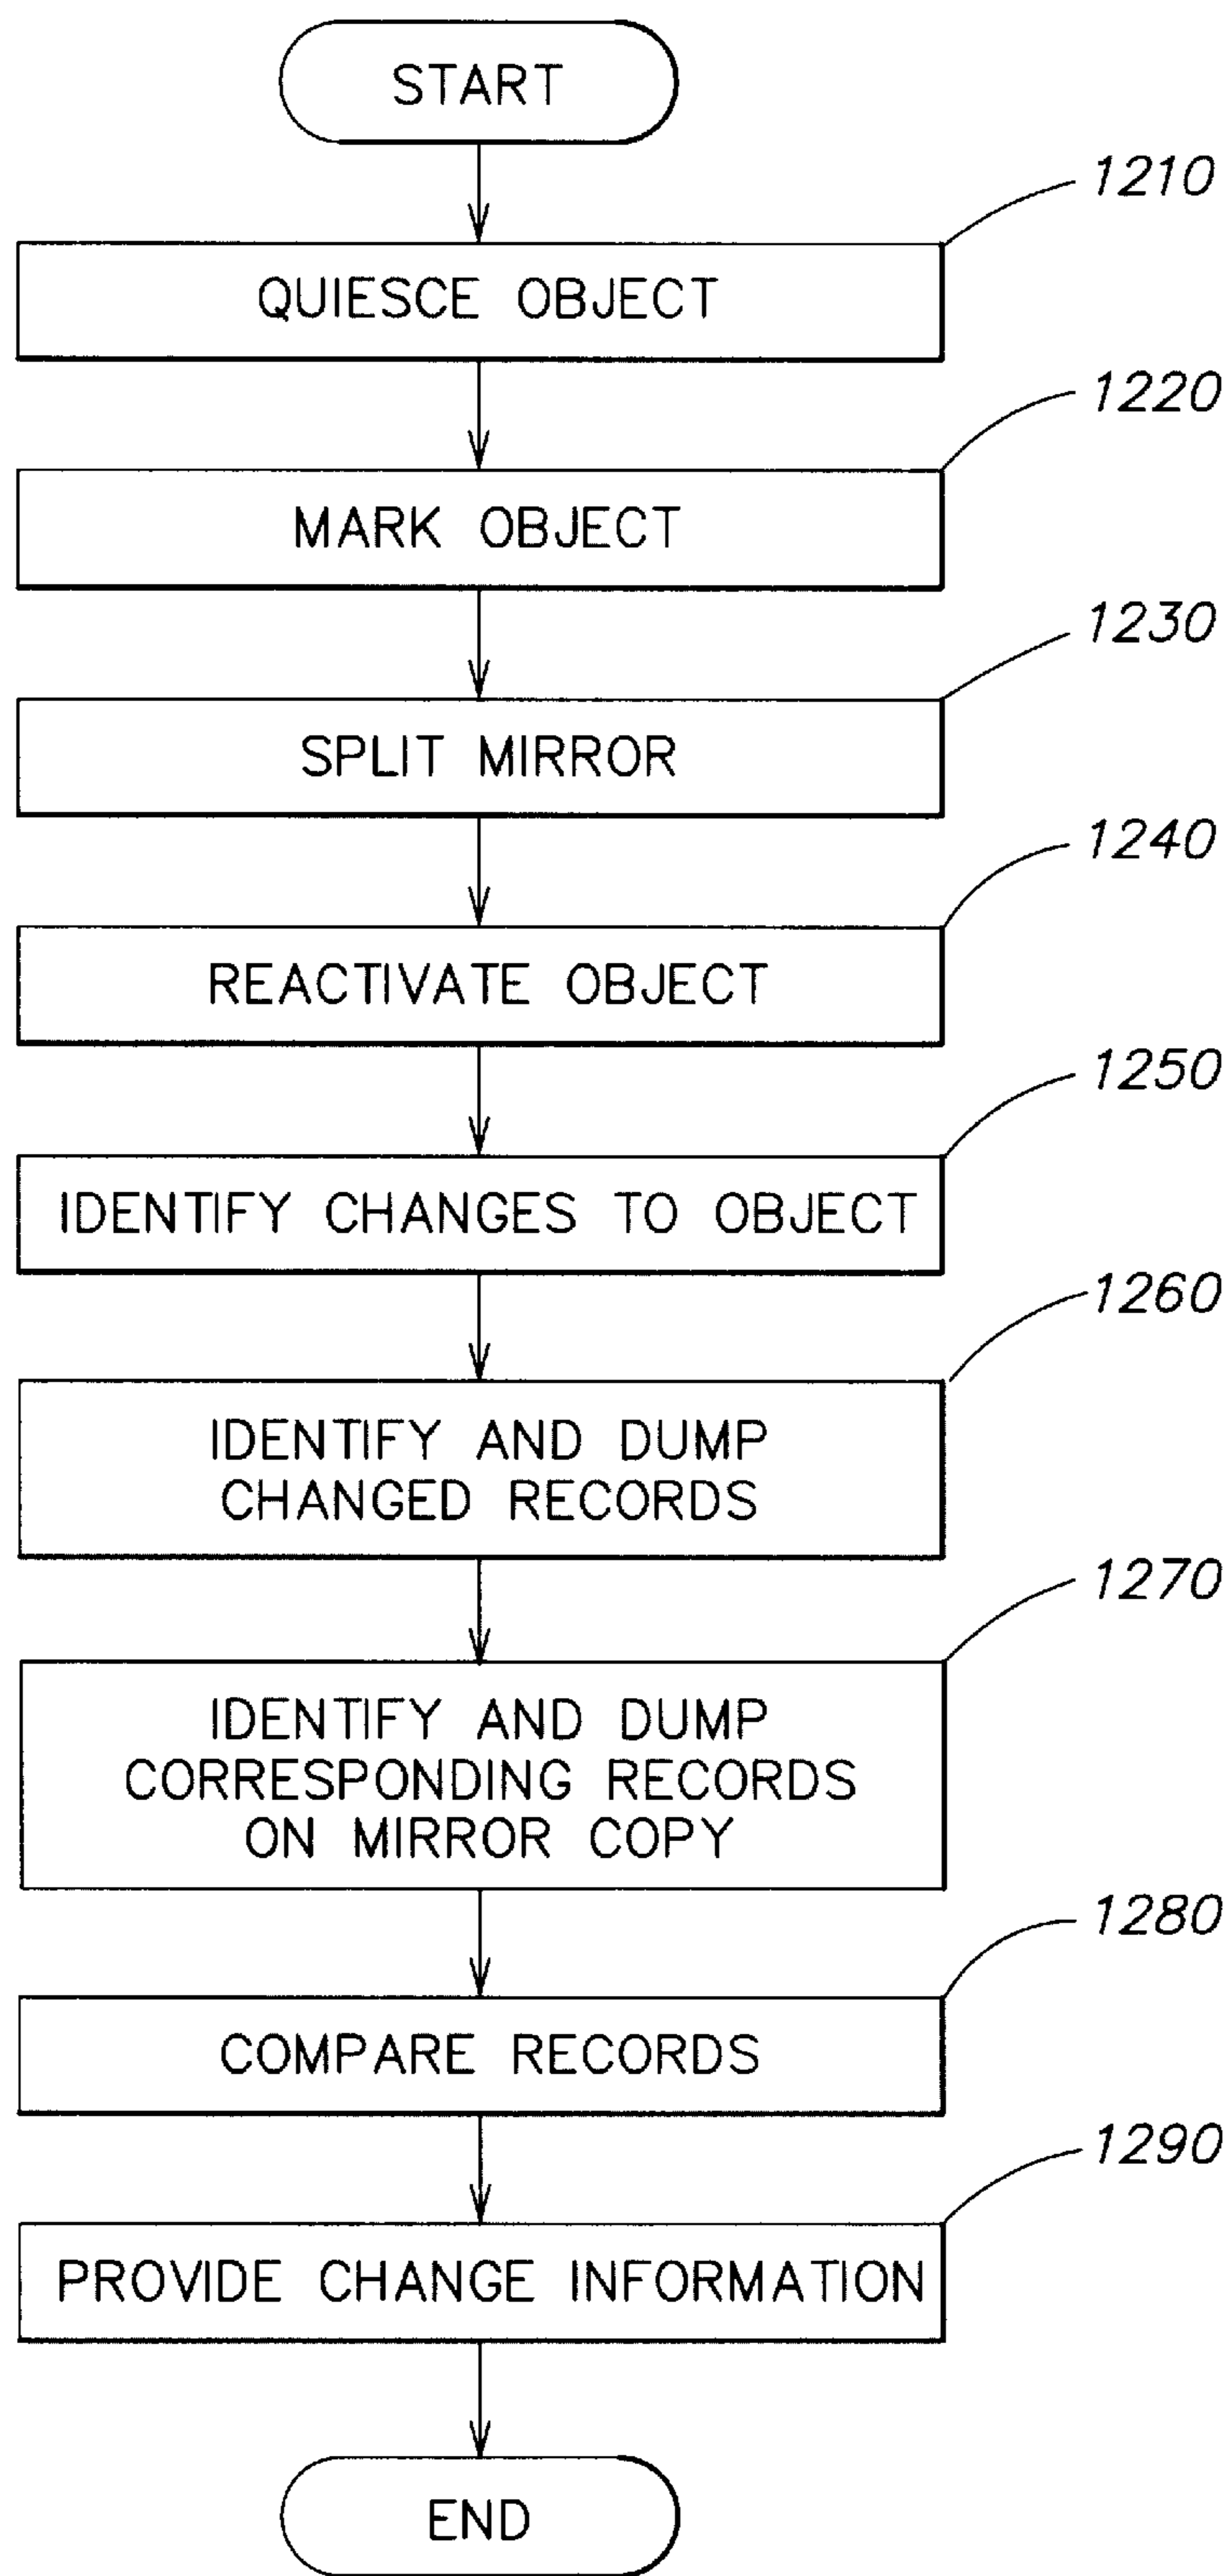 START
1210
QUIESCE OBJECT
1220
MARK OBJECT
1230
SPLIT MIRROR
1240
REACTIVATE OBJECT
1250
IDENTIFY CHANGES TO OBJECT
1260
IDENTIFY AND DUMP
CHANGED RECORDS
1270
IDENTIFY AND DUMP
CORRESPONDING RECORDS
ON MIRROR COPY
1280
COMPARE RECORDS
1290
PROVIDE CHANGE INFORMATION
END